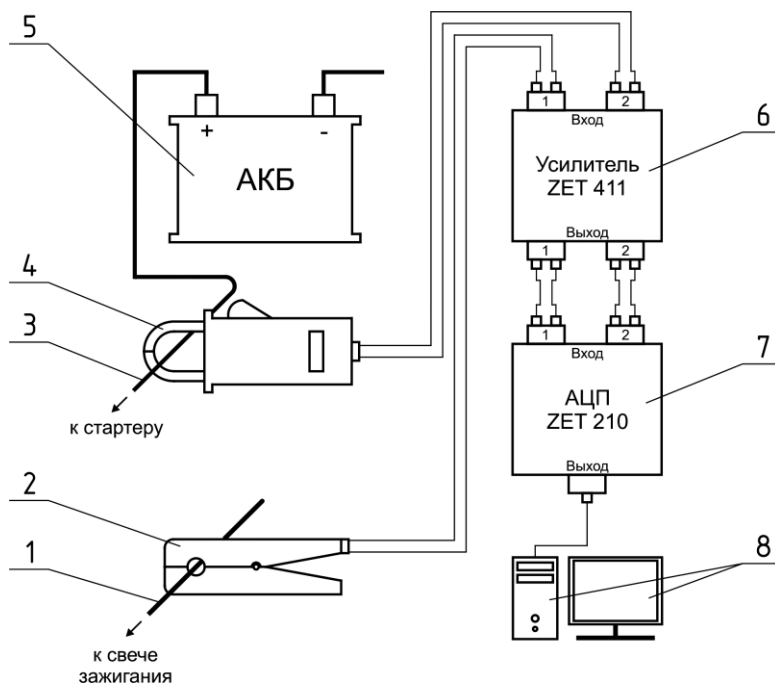 5
+
-
АКБ
4
3
к стартеру
2
1
к свече
зажигания
1 2
Вход
Усилитель
ZET 411
Выход
1 2
6
1 2
Вход
АЦП
ZET 210
Выход
7
8